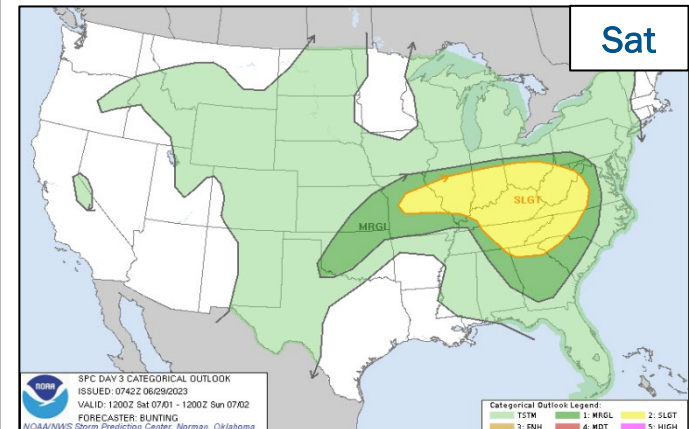 Sat
SLGT
MRGL
NOAA
SPC DAY 3 CATEGORICAL OUTLOOK
ISSUED: 0742Z 06/29/2023
VALID: 1200Z Sat 07/01 - 1200Z Sun 07/02
FORECASTER: BUNTING
NOAA/NWS Storm Prediction Center, Norman, Oklahoma
Categorical Outlook Legend:
TSTM 1: MRGL 2: SLGT
3: ENH 4: MDT 5: HIGH